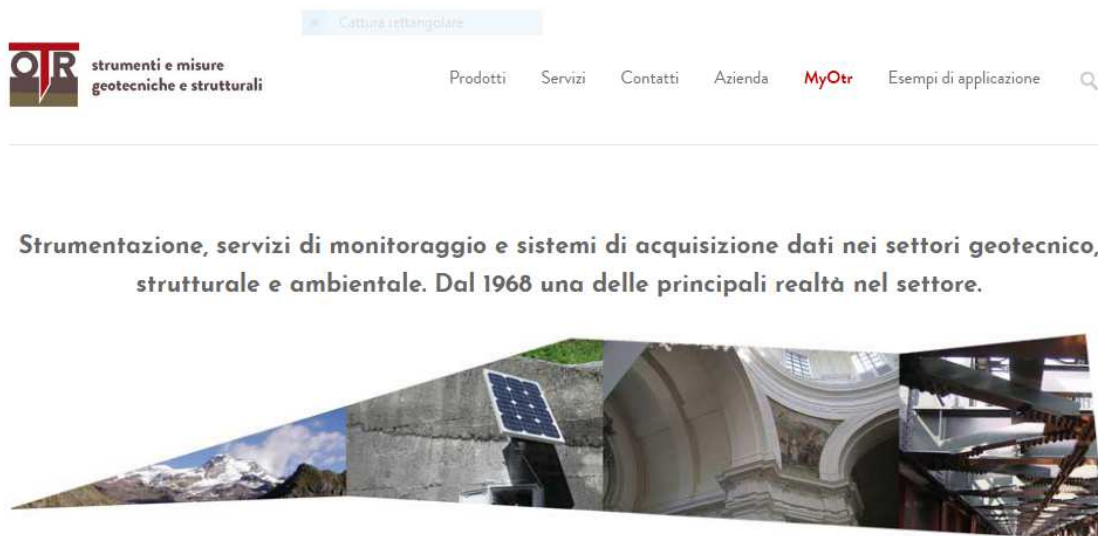 Cattura rettangolare
OTR
strumenti e misure
geotecniche e strutturali
Prodotti Servizi Contatti Azienda MyOtr Esempi di applicazione
Strumentazione, servizi di monitoraggio e sistemi di acquisizione dati nei settori geotecnico,
strutturale e ambientale. Dal 1968 una delle principali realtà nel settore.